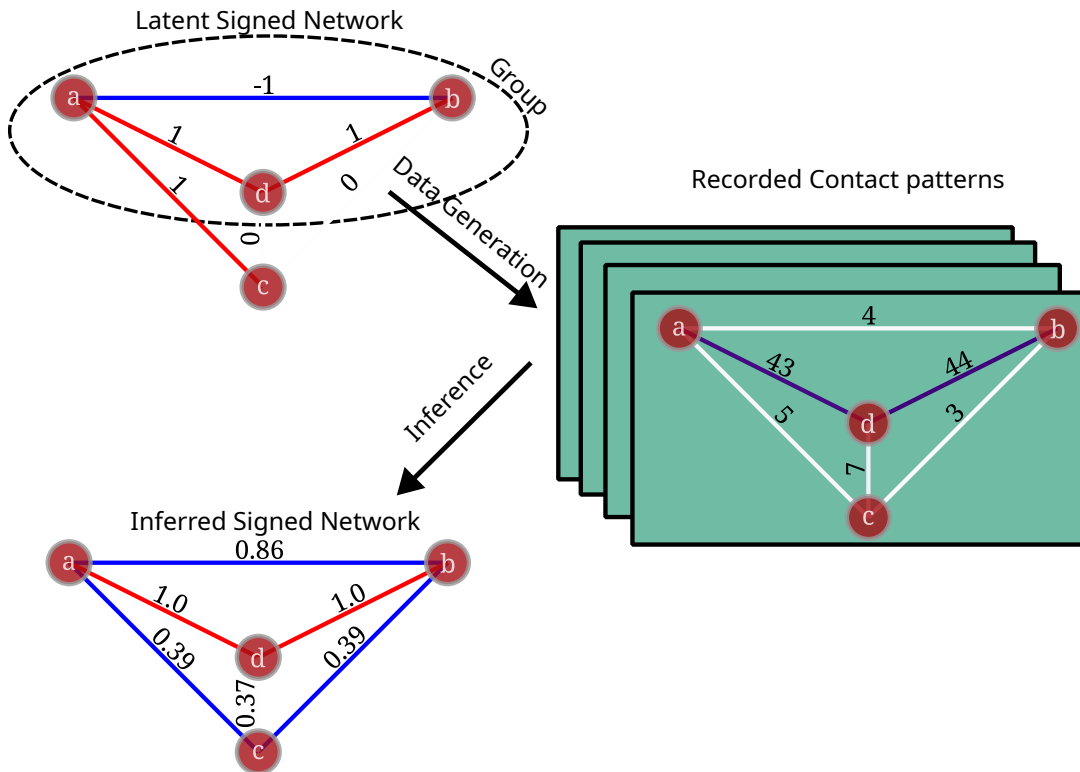 Latent Signed Network
Group
a
-1
b
1
1
1
d
0
0
c
Data Generation
Recorded Contact patterns
a
4
b
43
44
5
d
3
7
c
Inference
Inferred Signed Network
0.86
a
b
1.0
1.0
0.39
0.39
d
0.37
c